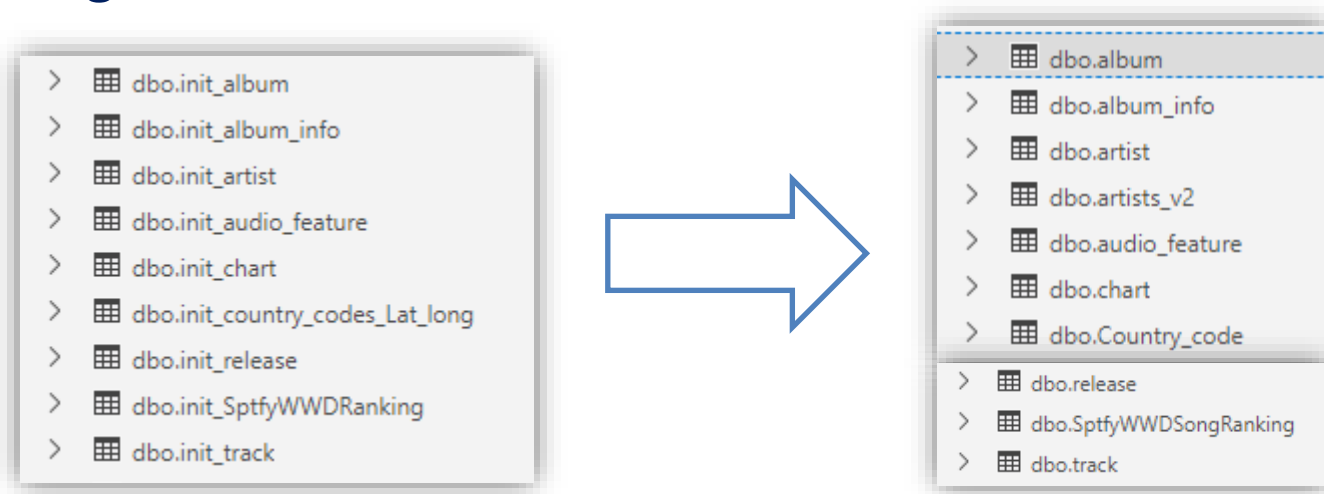 dbo.init_album
dbo.init_album_info
dbo.init_artist
dbo.init_audio_feature
dbo.init_chart
dbo.init_country_codes_Lat_long
dbo.init_release
dbo.init_SptfyWWDRanking
dbo.init_track
dbo.album
dbo.album_info
dbo.artist
dbo.artists_v2
dbo.audio_feature
dbo.chart
dbo.Country_code
dbo.release
dbo.SptfyWWDSongRanking
dbo.track